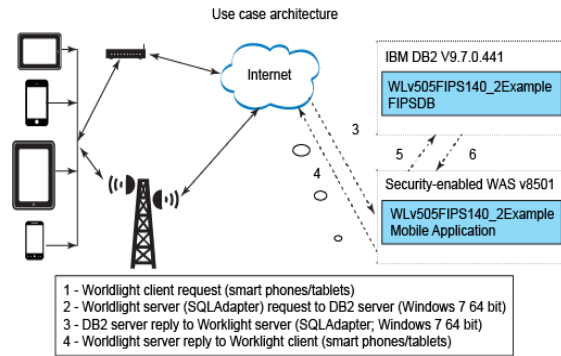 Use case architecture
IBM DB2 V9.7.0.441
WLv505FIPS140_2Example
FIPSDB
Internet
3
4
5
6
Security-enabled WAS v8501
WLv505FIPS140_2Example
Mobile Application
1 - Worldlight client request (smart phones/tablets)
2 - Worldlight server (SQLAdapter) request to DB2 server (Windows 7 64 bit)
3 - DB2 server reply to Worklight server (SQLAdapter; Windows 7 64 bit)
4 - Worldlight server reply to Worklight client (smart phones/tablets)